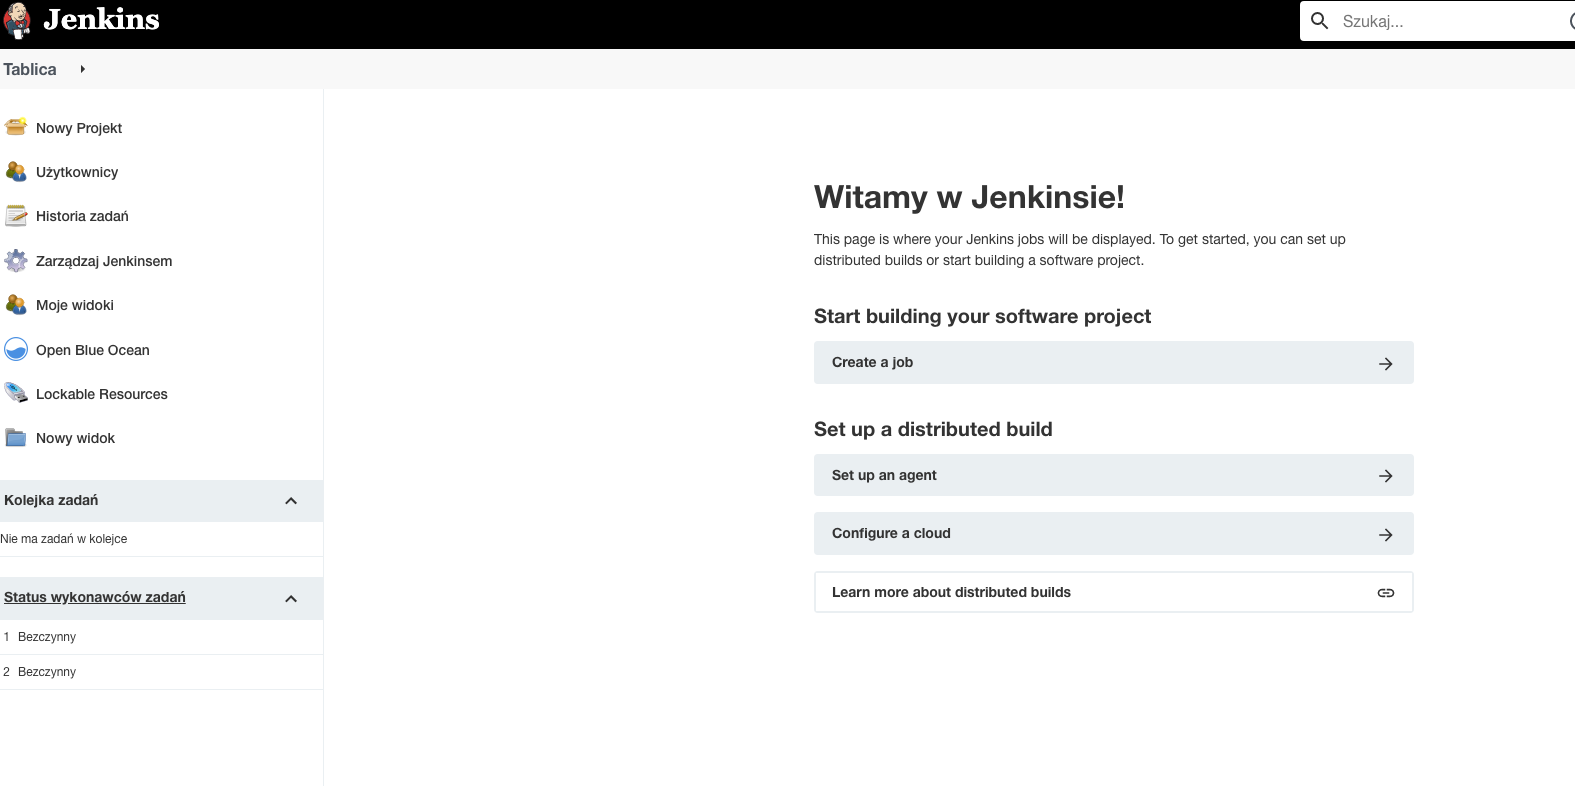 Jenkins
Szukaj...
Tablica
Nowy Projekt
Użytkownicy
Historia zadań
Zarządzaj Jenkinsem
Moje widoki
Open Blue Ocean
Lockable Resources
Nowy widok
Kolejka zadań
Nie ma zadań w kolejce
Status wykonawców zadań
1 Bezczynny
2 Bezczynny
Witamy w Jenkinsie!
This page is where your Jenkins jobs will be displayed. To get started, you can set up
distributed builds or start building a software project.
Start building your software project
Create a job
Set up a distributed build
Set up an agent
Configure a cloud
Learn more about distributed builds